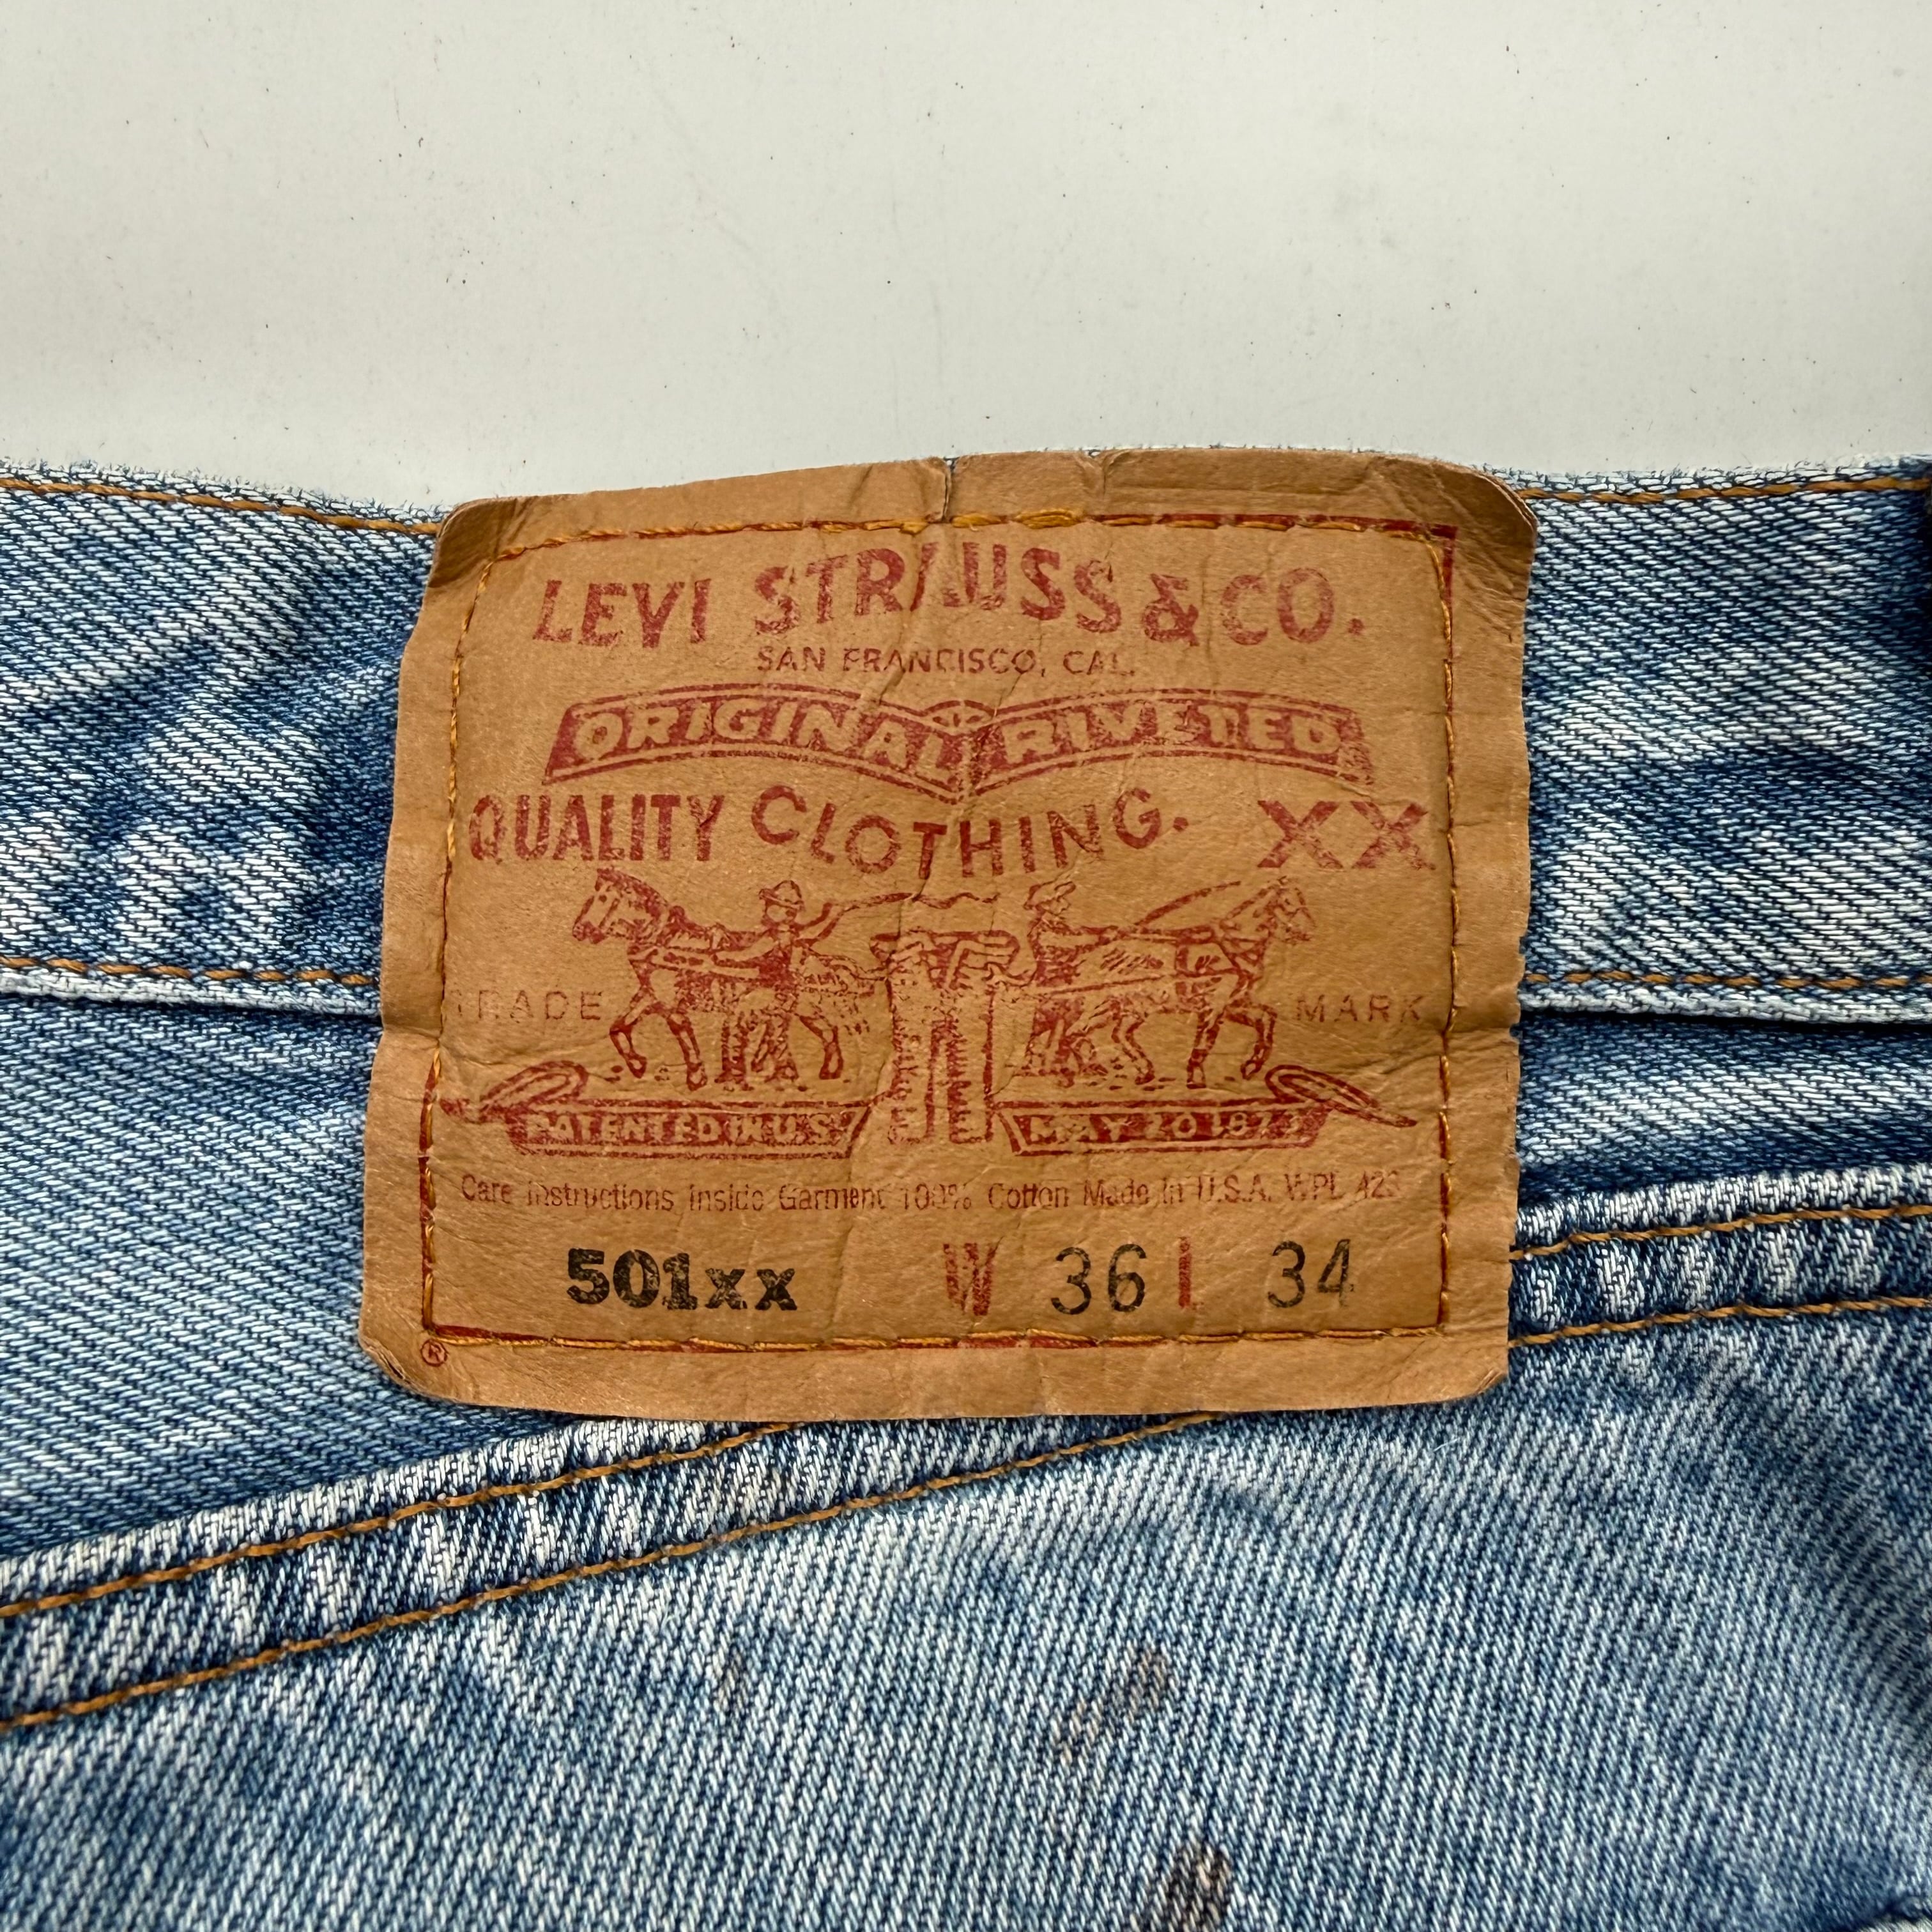 LEVI STRAUSS & CO.
SAN FRANCISCO, CAL.
ORIGINAL RIVETED
QUALITY CLOTHING. XX
TRADE MARK
PATENTED IN U.S. MAY 20 1873
Care Instructions Inside Garment 100% Cotton Made In U.S.A. WPL 423
501xx W 36 L 34
®